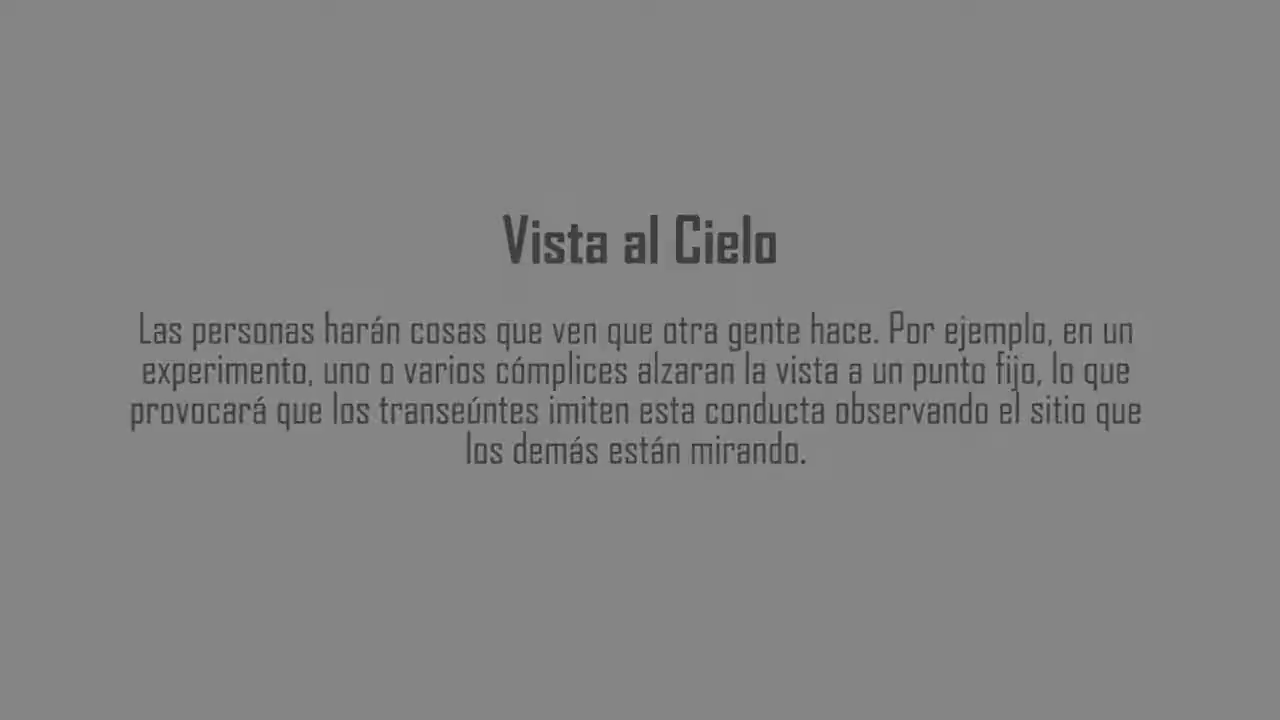 Vista al Cielo
Las personas harán cosas que ven que otra gente hace. Por ejemplo, en un
experimento, uno o varios cómplices alzaran la vista a un punto fijo, lo que
provocará que los transeúntes imiten esta conducta observando el sitio que
los demás están mirando.